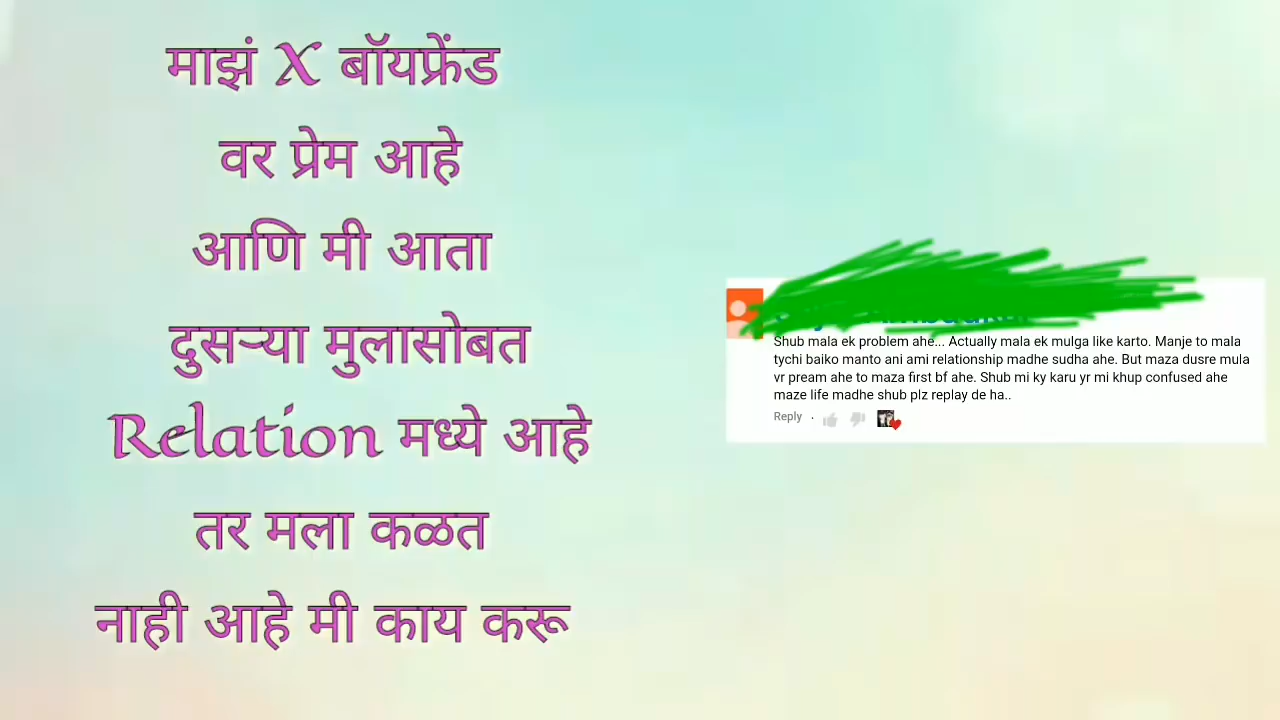 माझं X बॉयफ्रेंड
वर प्रेम आहे
आणि मी आता
दुसऱ्या मुलासोबत
Relation मध्ये आहे
तर मला कळत
नाही आहे मी काय करू
Shub mala ek problem ahe... Actually mala ek mulga like karto. Manje to mala
tychi baiko manto ani ami relationship madhe sudha ahe. But maza dusre mula
vr pream ahe to maza first bf ahe. Shub mi ky karu yr mi khup confused ahe
maze life madhe shub plz replay de ha..
Reply .